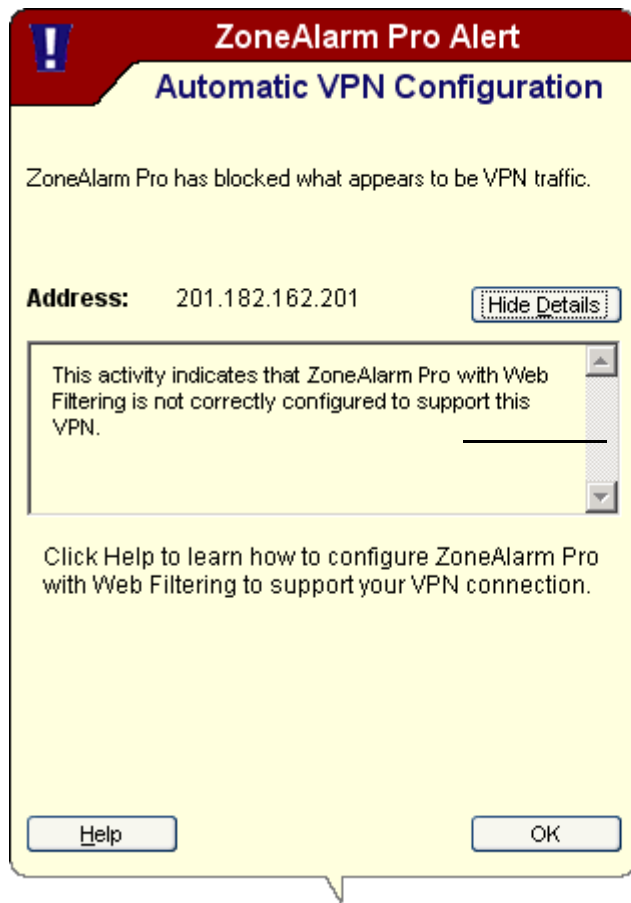 ZoneAlarm Pro Alert
Automatic VPN Configuration
ZoneAlarm Pro has blocked what appears to be VPN traffic.
Address: 201.182.162.201 Hide Details
This activity indicates that ZoneAlarm Pro with Web
Filtering is not correctly configured to support this
VPN.
Click Help to learn how to configure ZoneAlarm Pro
with Web Filtering to support your VPN connection.
Help OK